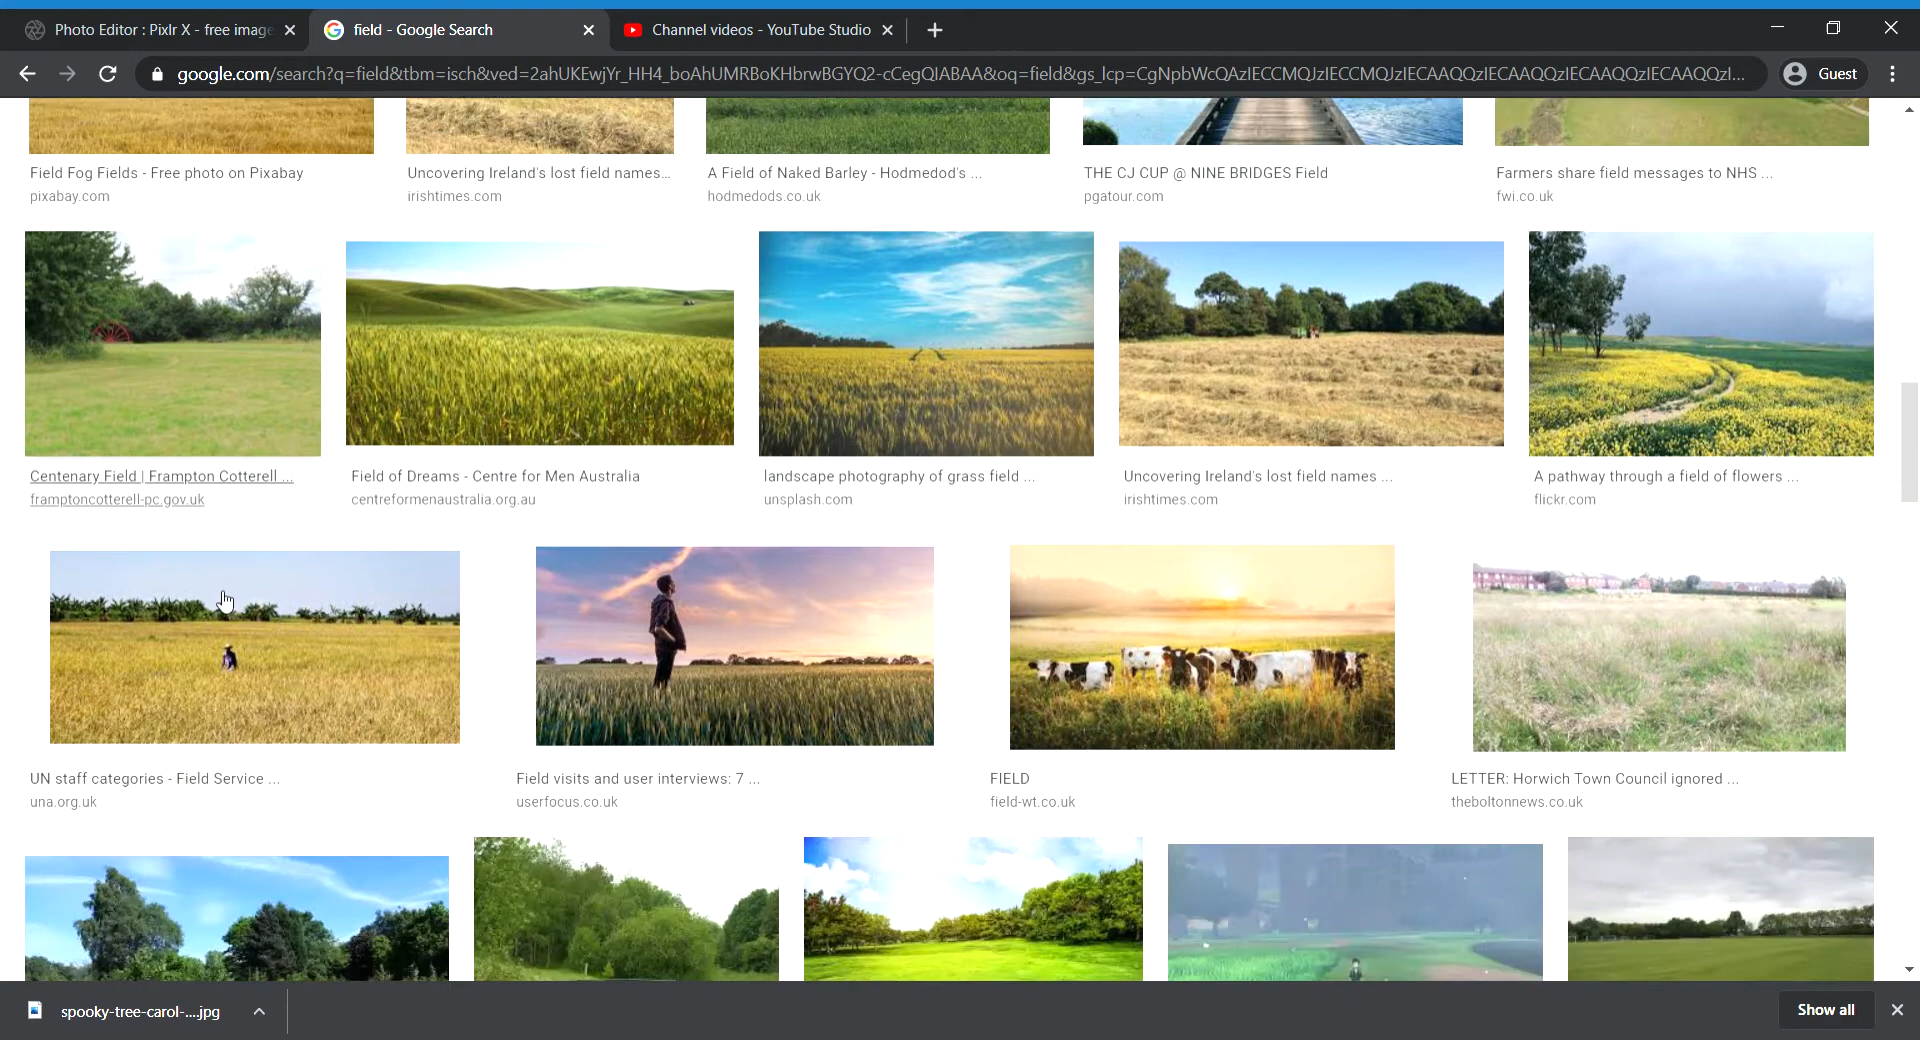 Photo Editor : Pixlr X - free image
field - Google Search
Channel videos - YouTube Studio
google.com/search?q=field&tbm=isch&ved=2ahUKEwjYr_HH4_boAhUMRBoKHbrwBGYQ2-cCegQIABAA&oq=field&gs_lcp=CgNpbWcQAzIECCMQJzIECCMQJzIECAAQQzIECAAQQzIECAAQQzIECAAQQzI...
Guest
Field Fog Fields - Free photo on Pixabay
pixabay.com
Uncovering Ireland's lost field names...
irishtimes.com
A Field of Naked Barley - Hodmedod's ...
hodmedods.co.uk
THE CJ CUP @ NINE BRIDGES Field
pgatour.com
Farmers share field messages to NHS ...
fwi.co.uk
Centenary Field | Frampton Cotterell ...
framptoncotterell-pc.gov.uk
Field of Dreams - Centre for Men Australia
centreformenaustralia.org.au
landscape photography of grass field ...
unsplash.com
Uncovering Ireland's lost field names ...
irishtimes.com
A pathway through a field of flowers ...
flickr.com
UN staff categories - Field Service ...
una.org.uk
Field visits and user interviews: 7 ...
userfocus.co.uk
FIELD
field-wt.co.uk
LETTER: Horwich Town Council ignored ...
theboltonnews.co.uk
spooky-tree-carol-....jpg
Show all